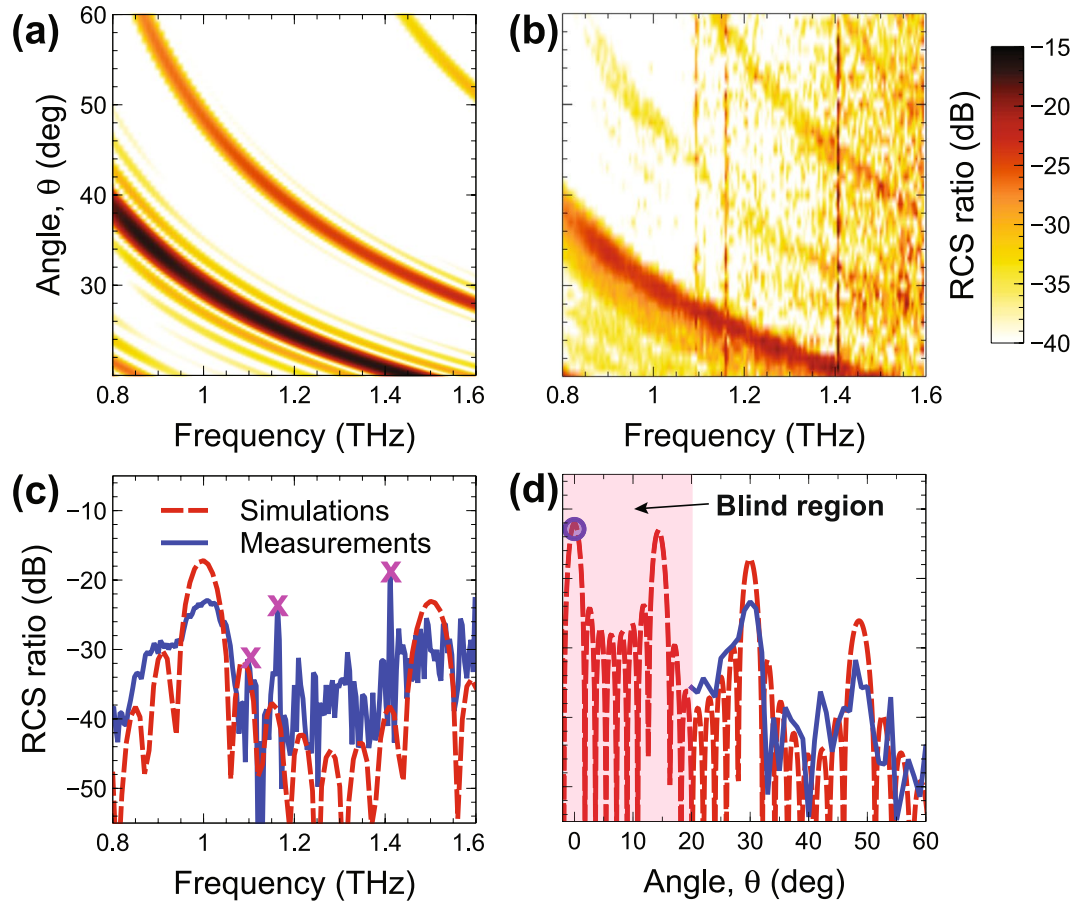 (a)
60
50
40
30
Angle, θ (deg)
0.8 1 1.2 1.4 1.6
Frequency (THz)
(b)
0.8 1 1.2 1.4 1.6
Frequency (THz)
−15
−20
−25
−30
−35
−40
RCS ratio (dB)
(c)
Simulations
Measurements
X
X
X
−10
−20
−30
−40
−50
RCS ratio (dB)
0.8 1 1.2 1.4 1.6
Frequency (THz)
(d)
Blind region
0 10 20 30 40 50 60
Angle, θ (deg)